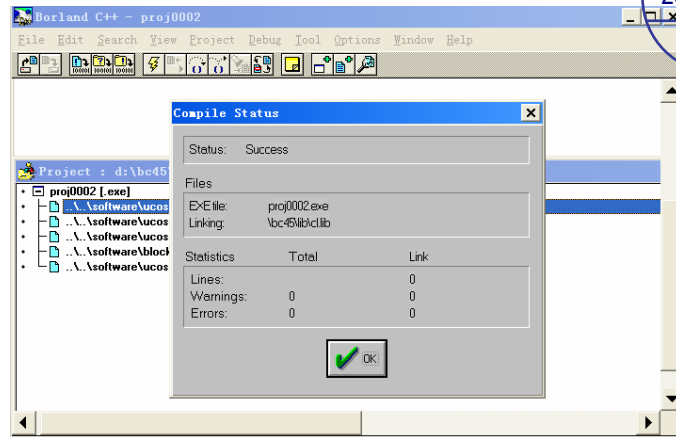 Borland C++ - proj0002
File Edit Search View Project Debug Tool Options Window Help
Compile Status
Status: Success
Project : d:\bc45
Files
proj0002 [.exe]
EXE file: proj0002.exe
..\..\software\ucos
Linking: \bc45\lib\cl.lib
..\..\software\ucos
..\..\software\ucos
Statistics Total Link
..\..\software\block
..\..\software\ucos
Lines: 0
Warnings: 0 0
Errors: 0 0
OK